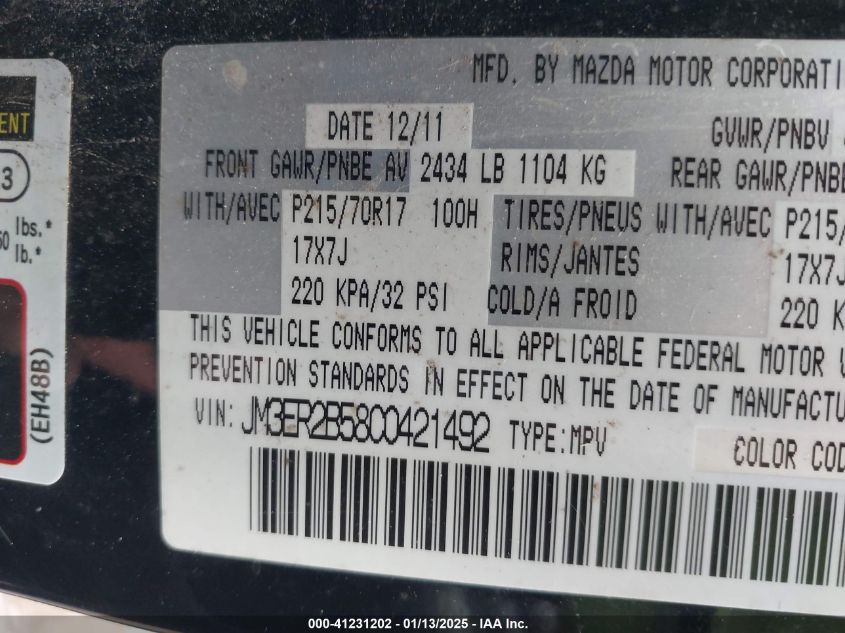 ENT
3
lbs.*
lb.*
(EH48B)
MFD. BY MAZDA MOTOR CORPORATI
DATE 12/11
GVWR/PNBV
FRONT GAWR/PNBE AV 2434 LB 1104 KG
REAR GAWR/PNBE
WITH/AVEC P215/70R17 100H TIRES/PNEUS WITH/AVEC P215/
17X7J RIMS/JANTES 17X7J
220 KPA/32 PSI COLD/A FROID 220 K
THIS VEHICLE CONFORMS TO ALL APPLICABLE FEDERAL MOTOR V
PREVENTION STANDARDS IN EFFECT ON THE DATE OF MANUFACTU
VIN: JM3ER2B58C0421492 TYPE:MPV
COLOR COD
000-41231202 - 01/13/2025 - IAA Inc.